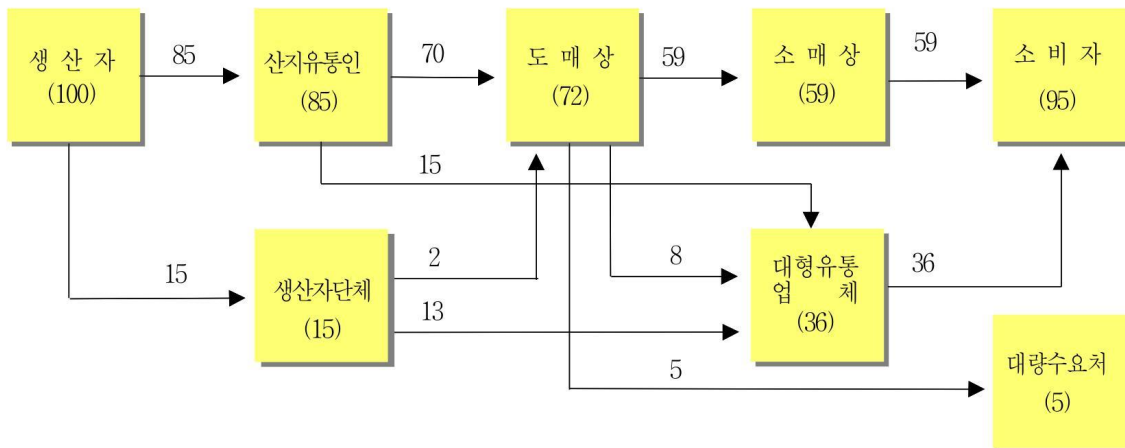 생 산 자
(100)
85
산지유통인
(85)
70
도 매 상
(72)
59
소 매 상
(59)
59
소 비 자
(95)
15
15
생산자단체
(15)
2
13
8
대형유통
업 체
(36)
36
5
대량수요처
(5)